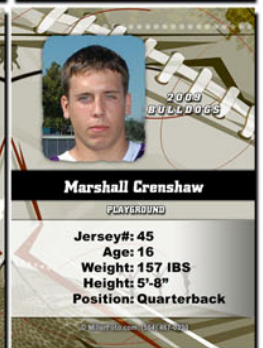 2009
BULLDOGS
Marshall Crenshaw
PLAYGROUND
Jersey#: 45
Age: 16
Weight: 157 IBS
Height: 5'-8"
Position: Quarterback